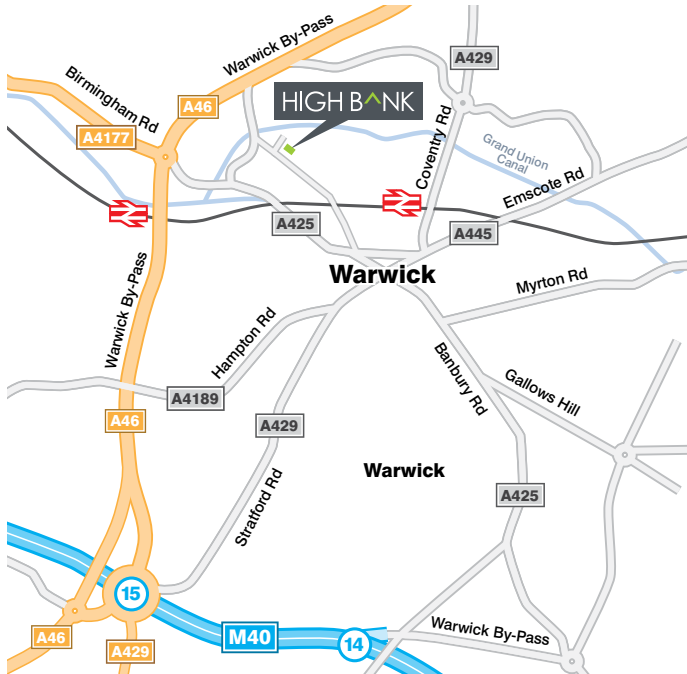 Warwick By-Pass
A429
Birmingham Rd
A46
HIGH B^NK
A4177
Coventry Rd
Grand Union
Canal
Emscote Rd
A425
A445
Warwick
Myrton Rd
Warwick By-Pass
Hampton Rd
Banbury Rd
Gallows Hill
A4189
A46
A429
Warwick
Stratford Rd
A425
15
M40
14
Warwick By-Pass
A46
A429